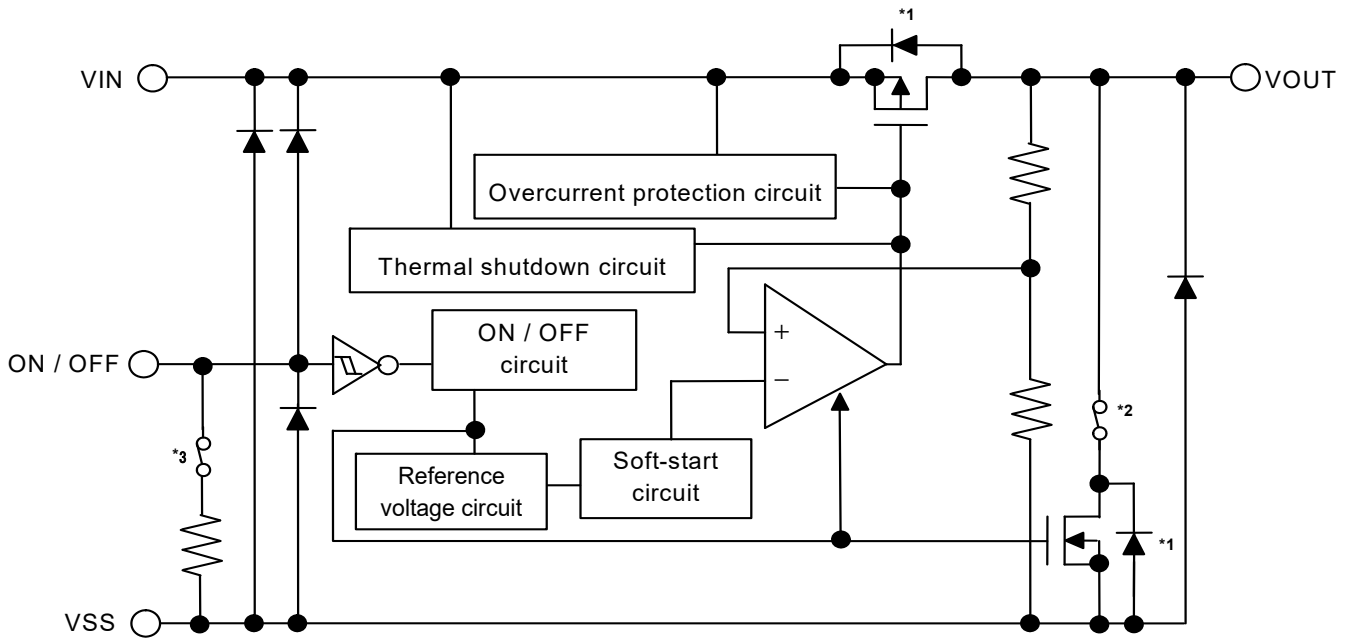 *1
VIN
VOUT
Overcurrent protection circuit
Thermal shutdown circuit
ON / OFF
circuit
+
−
ON / OFF
*2
*3
Reference
voltage circuit
Soft-start
circuit
*1
VSS